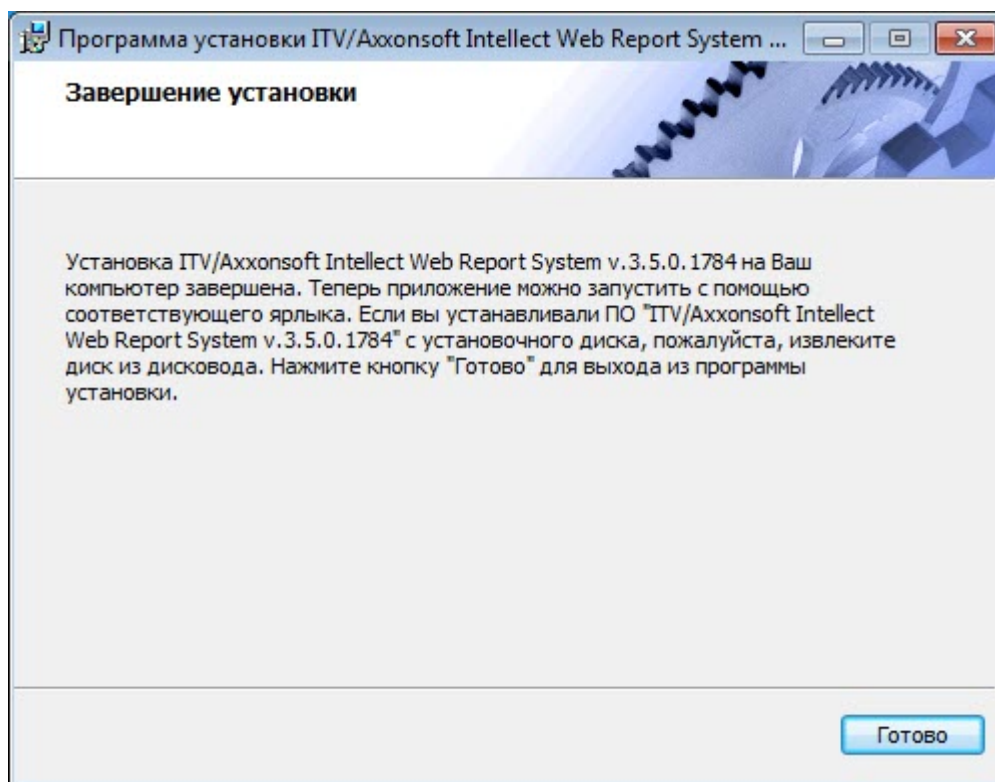 Программа установки ITV/Axxonsoft Intellect Web Report System ...
Завершение установки
Установка ITV/Axxonsoft Intellect Web Report System v.3.5.0.1784 на Ваш
компьютер завершена. Теперь приложение можно запустить с помощью
соответствующего ярлыка. Если вы устанавливали ПО "ITV/Axxonsoft Intellect
Web Report System v.3.5.0.1784" с установочного диска, пожалуйста, извлеките
диск из дисковода. Нажмите кнопку "Готово" для выхода из программы
установки.
Готово